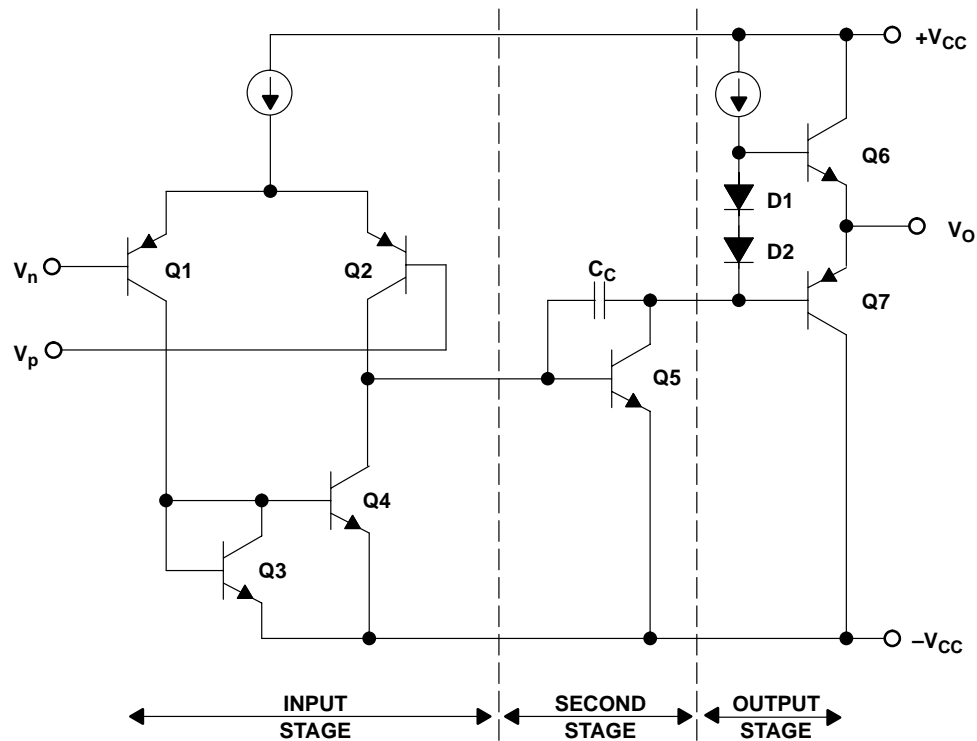 +VCC
Q6
D1
VO
Vn
Q1
Q2
D2
CC
Q7
Vp
Q5
Q4
Q3
–VCC
INPUT
STAGE
SECOND
STAGE
OUTPUT
STAGE